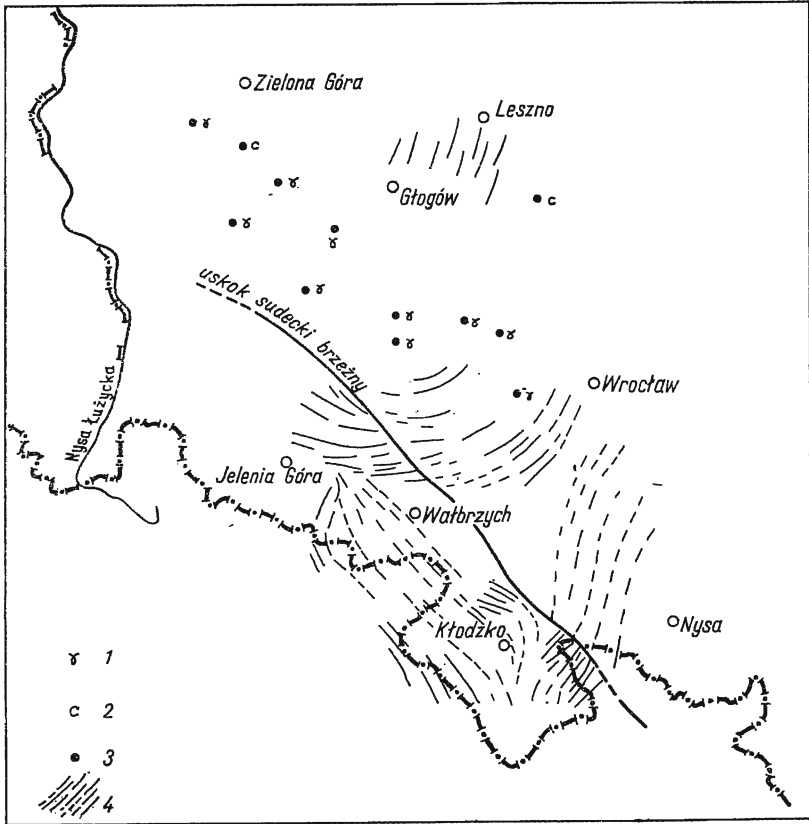 Zielona Góra
Leszno
ɤ
c
ɤ
Głogów
c
ɤ
ɤ
uskok sudecki brzeżny
ɤ
ɤ
ɤ
ɤ
ɤ
Nysa Łużycka
ɤ
Wrocław
Jelenia Góra
Wałbrzych
Nysa
Kłodzko
ɤ 1
c 2
3
4